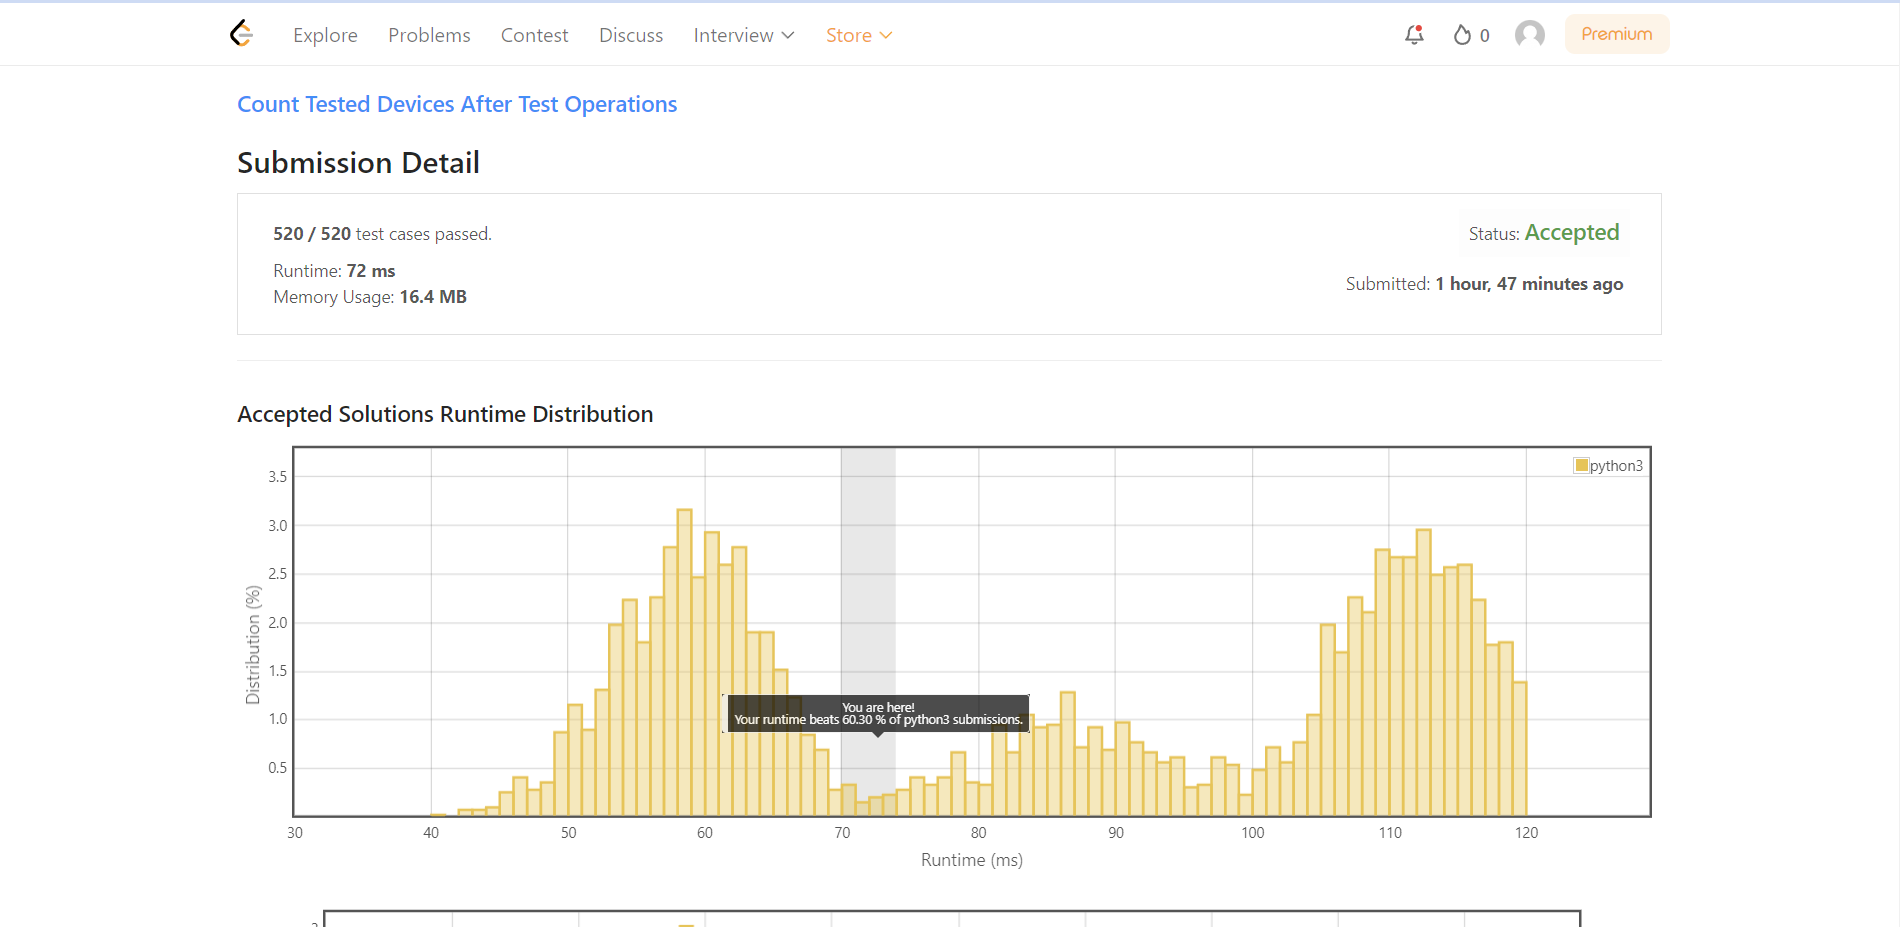 Explore Problems Contest Discuss Interview Store 0 Premium
Count Tested Devices After Test Operations
Submission Detail
520 / 520 test cases passed.
Status: Accepted
Runtime: 72 ms
Submitted: 1 hour, 47 minutes ago
Memory Usage: 16.4 MB
Accepted Solutions Runtime Distribution
python3
3.5
3.0
2.5
2.0
1.5
1.0
0.5
Distribution (%)
You are here!
Your runtime beats 60.30 % of python3 submissions.
30 40 50 60 70 80 90 100 110 120
Runtime (ms)